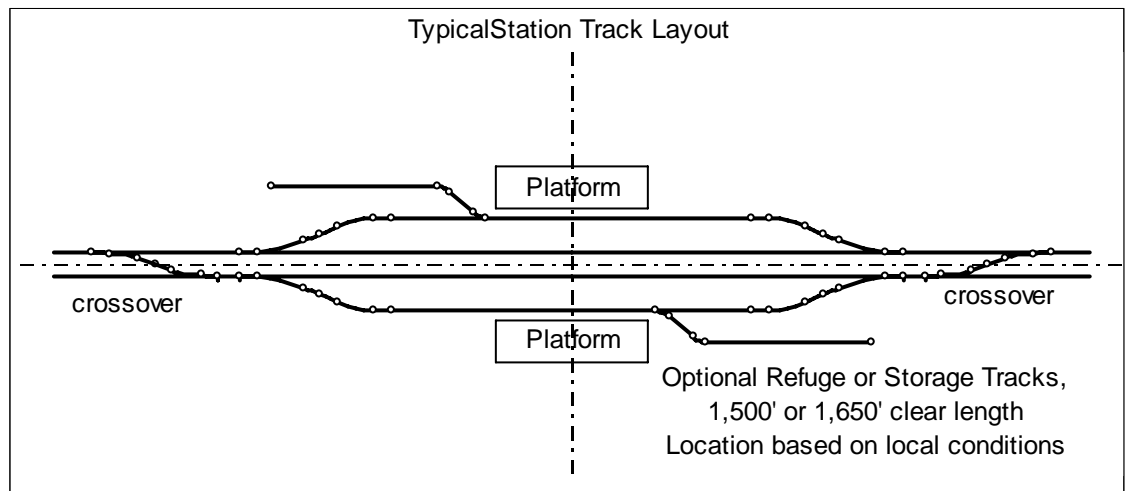 TypicalStation Track Layout
Platform
crossover
crossover
Platform
Optional Refuge or Storage Tracks,
1,500' or 1,650' clear length
Location based on local conditions